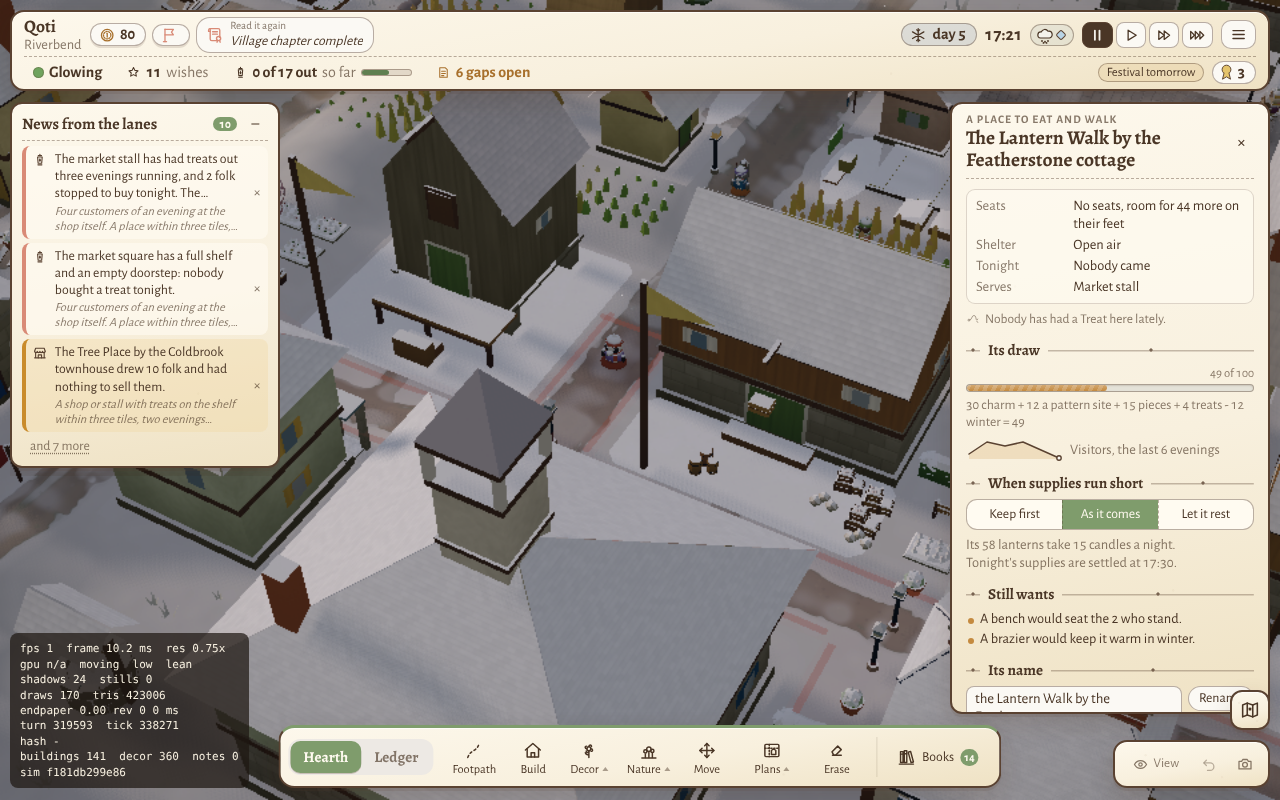 Qoti
Riverbend
80
Read it again
Village chapter complete
day 5
17:21
Glowing
11 wishes
0 of 17 out so far
6 gaps open
Festival tomorrow
3
News from the lanes
10
The market stall has had treats out
three evenings running, and 2 folk
stopped to buy tonight. The...
Four customers of an evening at the
shop itself. A place within three tiles,...
The market square has a full shelf
and an empty doorstep: nobody
bought a treat tonight.
Four customers of an evening at the
shop itself. A place within three tiles,...
The Tree Place by the Coldbrook
townhouse drew 10 folk and had
nothing to sell them.
A shop or stall with treats on the shelf
within three tiles, two evenings...
and 7 more
A PLACE TO EAT AND WALK
The Lantern Walk by the
Featherstone cottage
Seats No seats, room for 44 more on
their feet
Shelter Open air
Tonight Nobody came
Serves Market stall
Nobody has had a Treat here lately.
Its draw
49 of 100
30 charm + 12 a pattern site + 15 pieces + 4 treats - 12
winter = 49
Visitors, the last 6 evenings
When supplies run short
Keep first As it comes Let it rest
Its 58 lanterns take 15 candles a night.
Tonight's supplies are settled at 17:30.
Still wants
A bench would seat the 2 who stand.
A brazier would keep it warm in winter.
Its name
the Lantern Walk by the
fps 1 frame 10.2 ms res 0.75x
gpu n/a moving low lean
shadows 24 stills 0
draws 170 tris 423006
endpaper 0.00 rev 0 0 ms
turn 319593 tick 338271
hash -
buildings 141 decor 360 notes 0
sim f181db299e86
Hearth Ledger
Footpath Build Decor Nature Move Plans Erase
Books 14
View